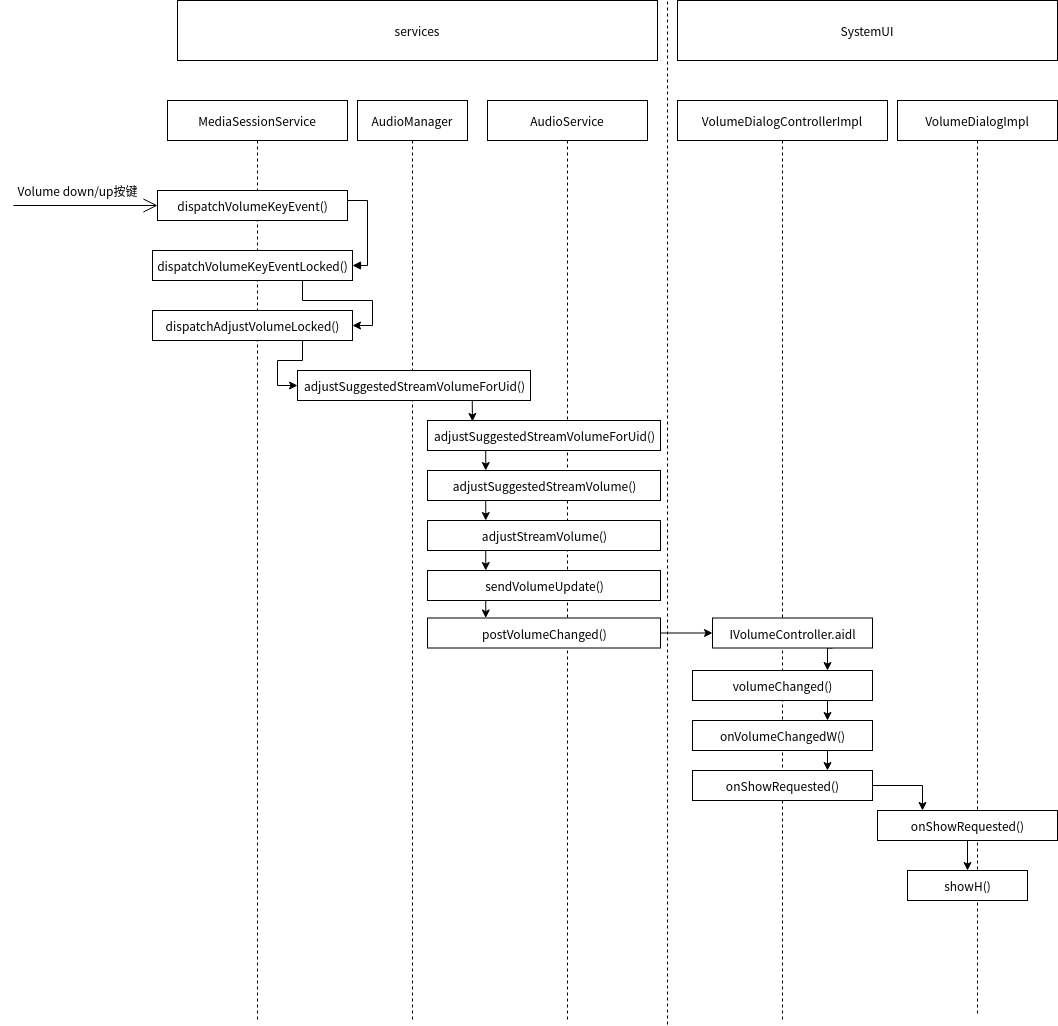 services
SystemUI
MediaSessionService
AudioManager
AudioService
VolumeDialogControllerImpl
VolumeDialogImpl
Volume down/up按键
dispatchVolumeKeyEvent()
dispatchVolumeKeyEventLocked()
dispatchAdjustVolumeLocked()
adjustSuggestedStreamVolumeForUid()
adjustSuggestedStreamVolumeForUid()
adjustSuggestedStreamVolume()
adjustStreamVolume()
sendVolumeUpdate()
postVolumeChanged()
IVolumeController.aidl
volumeChanged()
onVolumeChangedW()
onShowRequested()
onShowRequested()
showH()